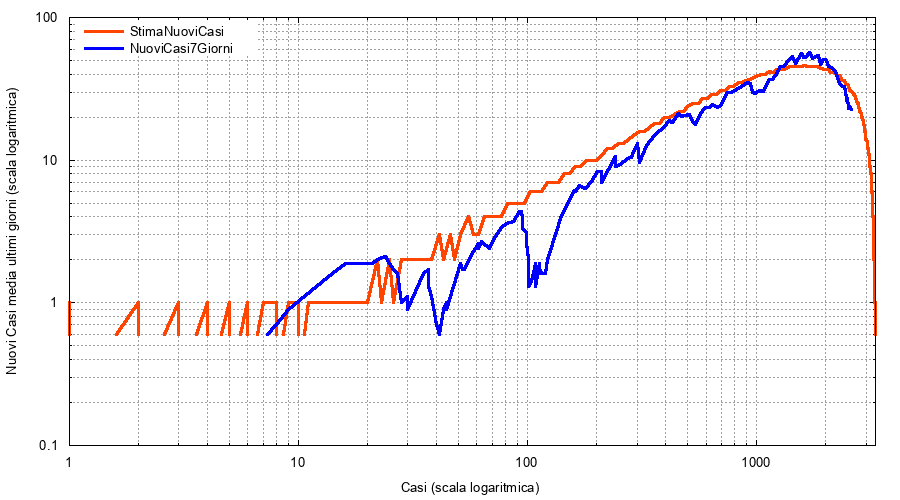 100
StimaNuoviCasi
NuoviCasi7Giorni
10
1
0.1
Nuovi Casi media ultimi giorni (scala logaritmica)
1
10
100
1000
Casi (scala logaritmica)